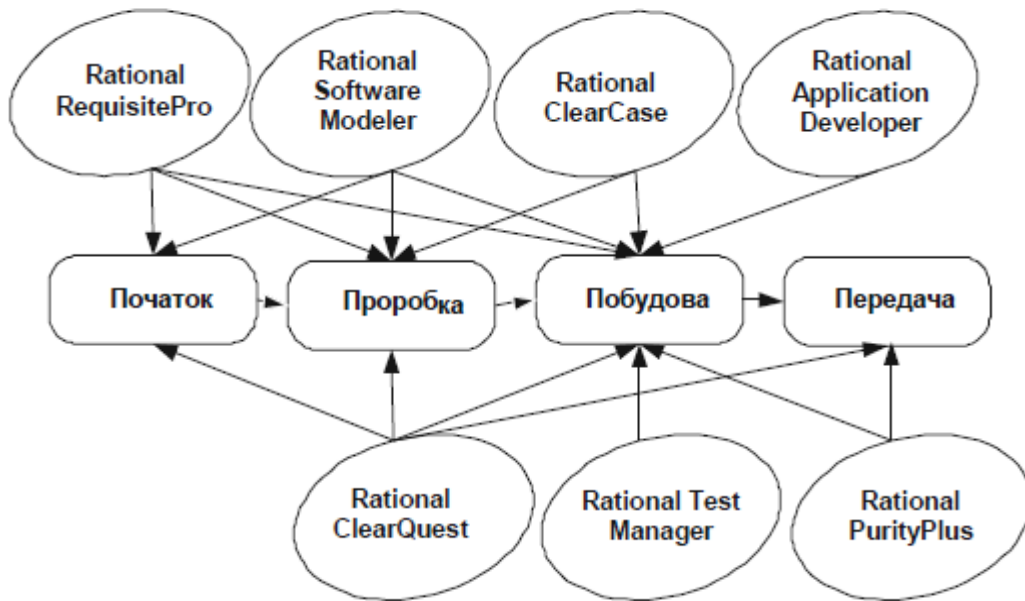 Rational
RequisitePro
Rational
Software
Modeler
Rational
ClearCase
Rational
Application
Developer
Початок
Проробка
Побудова
Передача
Rational
ClearQuest
Rational Test
Manager
Rational
PurityPlus